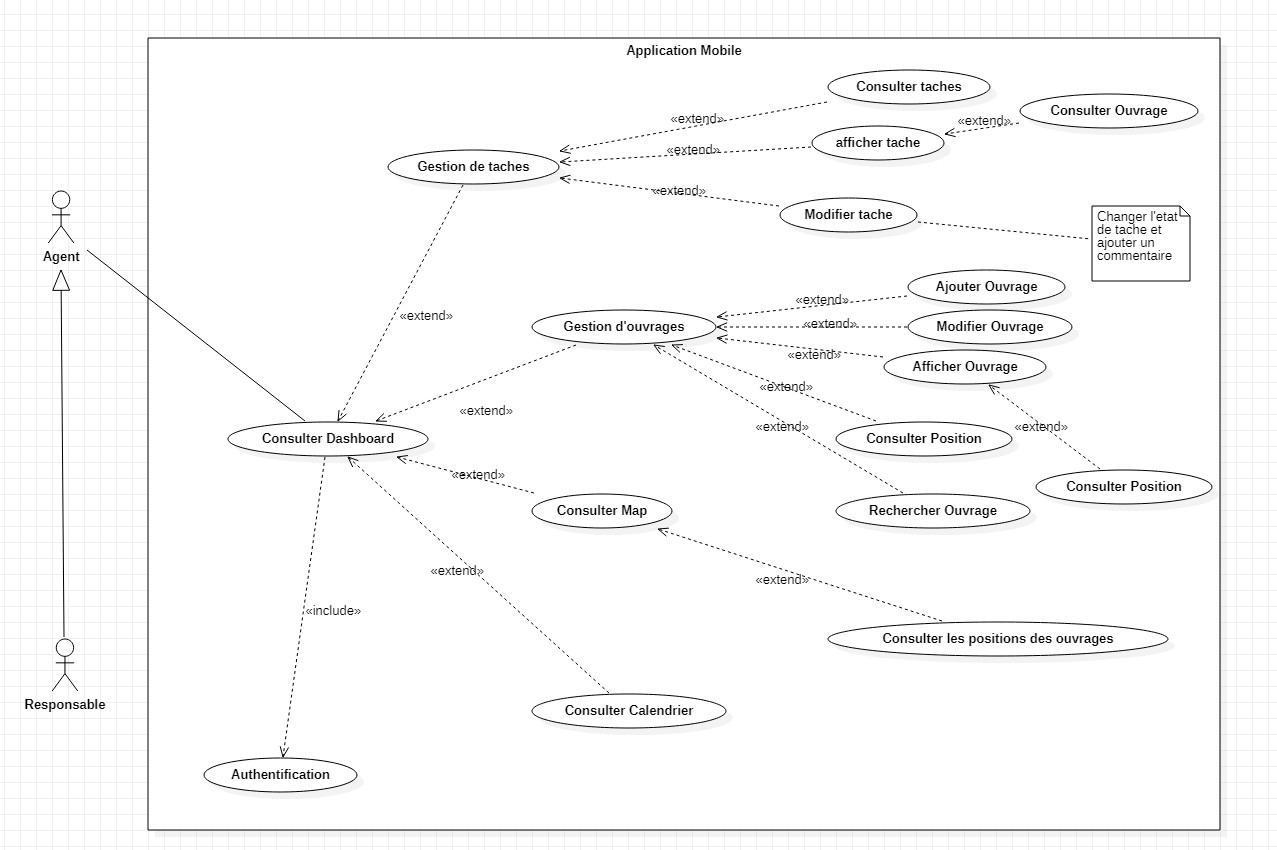 Application Mobile
Consulter taches
«extend»
Consulter Ouvrage
«extend»
afficher tache
«extend»
Gestion de taches
«extend»
Modifier tache
Changer l'etat
de tache et
ajouter un
commentaire
Agent
Ajouter Ouvrage
«extend»
«extend»
Gestion d'ouvrages
«extend»
Modifier Ouvrage
«extend»
Afficher Ouvrage
«extend»
«extend»
«extend»
«extend»
Consulter Dashboard
Consulter Position
«extend»
Consulter Position
Consulter Map
Rechercher Ouvrage
«extend»
«extend»
«include»
Consulter les positions des ouvrages
Responsable
Consulter Calendrier
Authentification